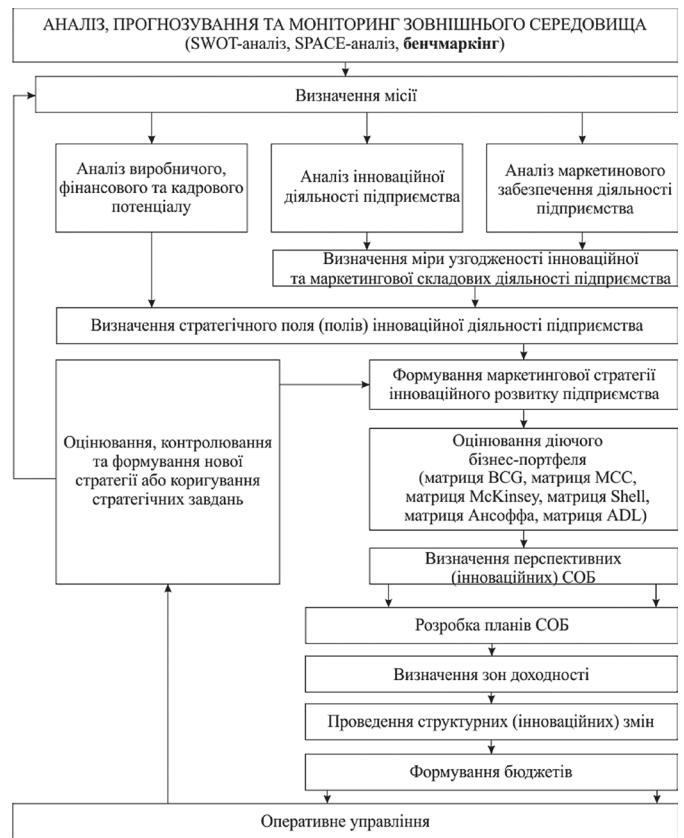 АНАЛІЗ, ПРОГНОЗУВАННЯ ТА МОНІТОРИНГ ЗОВНІШНЬОГО СЕРЕДОВИЩА
(SWOT-аналіз, SPACE-аналіз, бенчмаркінг)
Визначення місії
Аналіз виробничого,
фінансового та кадрового
потенціалу
Аналіз інноваційної
діяльності підприємства
Аналіз маркетинового
забезпечення діяльності
підприємства
Визначення міри узгодженості інноваційної
та маркетингової складових діяльності підприємства
Визначення стратегічного поля (полів) інноваційної діяльності підприємства
Формування маркетингової стратегії
інноваційного розвитку підприємства
Оцінювання, контролювання
та формування нової
стратегії або коригування
стратегічних завдань
Оцінювання діючого
бізнес-портфеля
(матриця BCG, матриця МСС,
матриця McKinsey, матриця Shell,
матриця Ансоффа, матриця ADL)
Визначення перспективних
(інноваційних) СОБ
Розробка планів СОБ
Визначення зон доходності
Проведення структурних (інноваційних) змін
Формування бюджетів
Оперативне управління